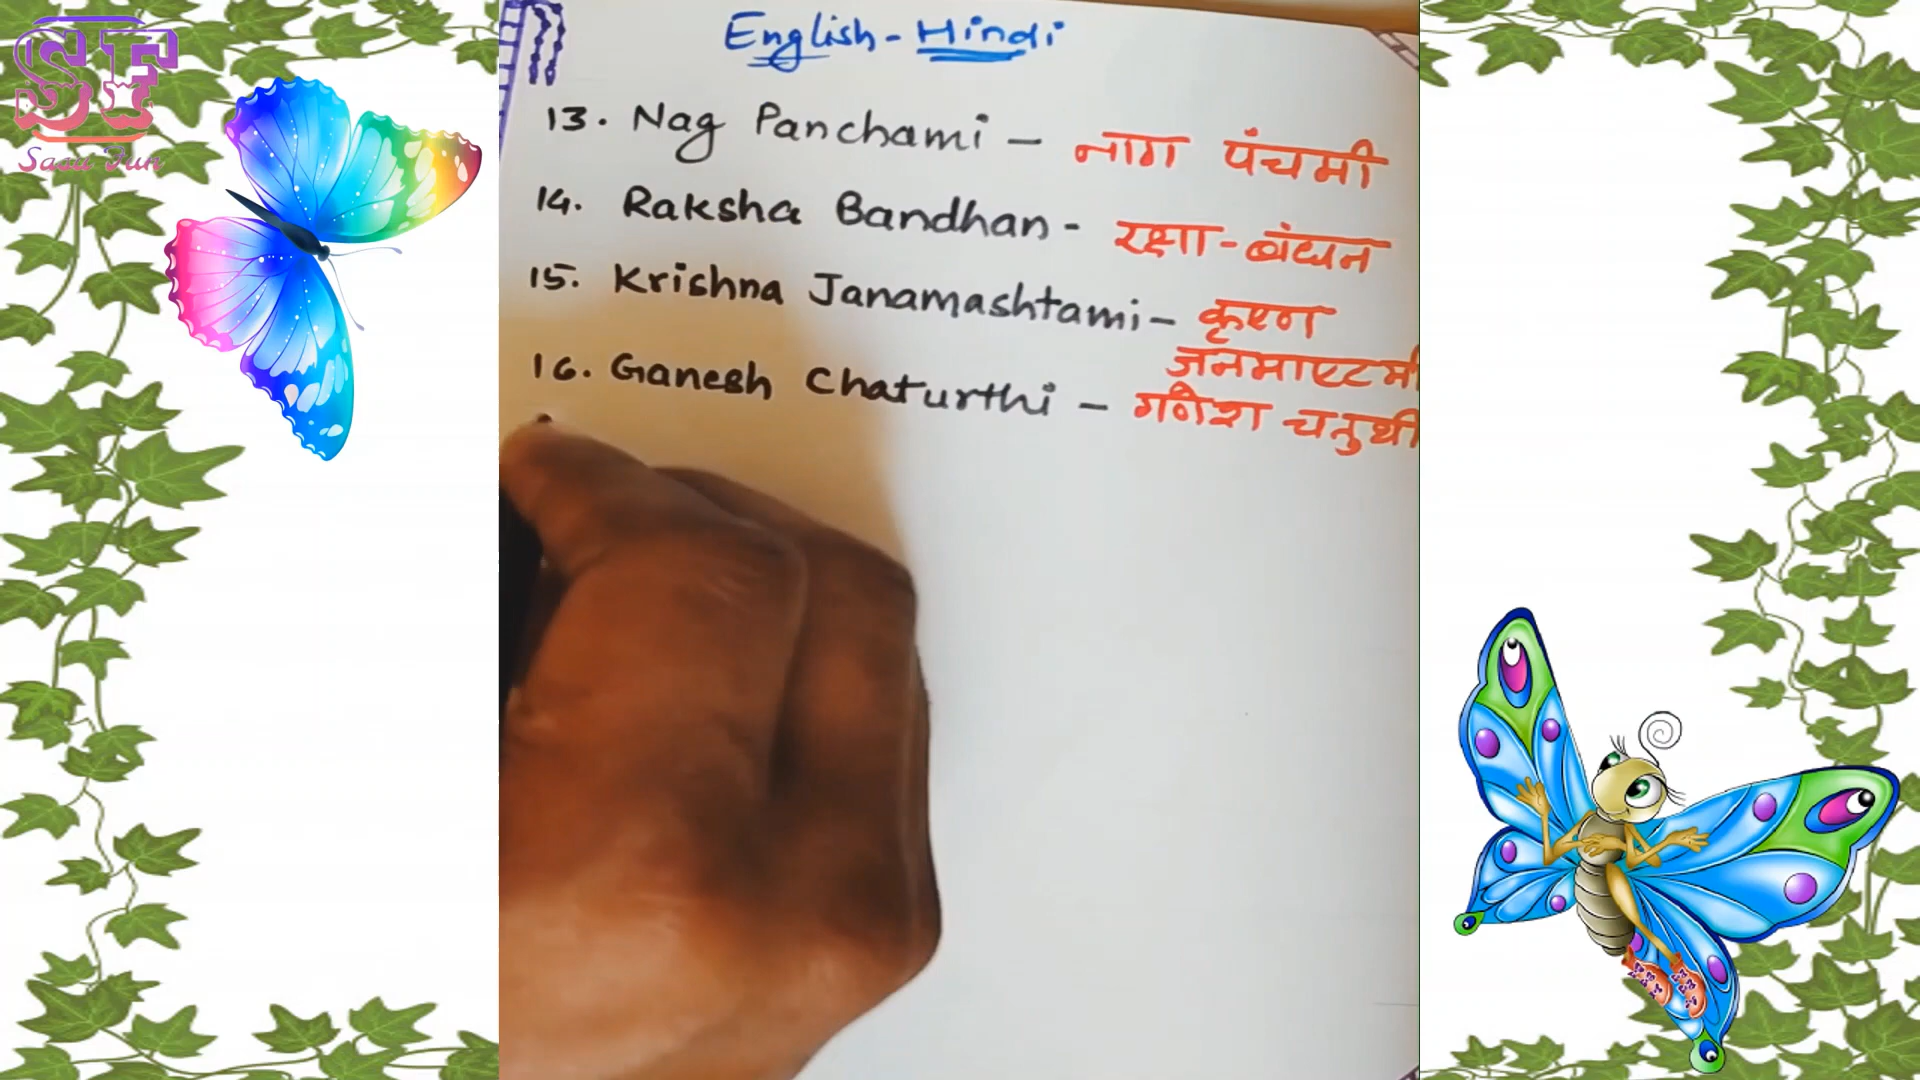 SF
English - Hindi
13. Nag Panchami - नाग पंचमी
14. Raksha Bandhan - रक्षा-बंधन
15. Krishna Janamashtami - कृष्ण
जनमाष्टमी
16. Ganesh Chaturthi - गणेश चतुर्थी